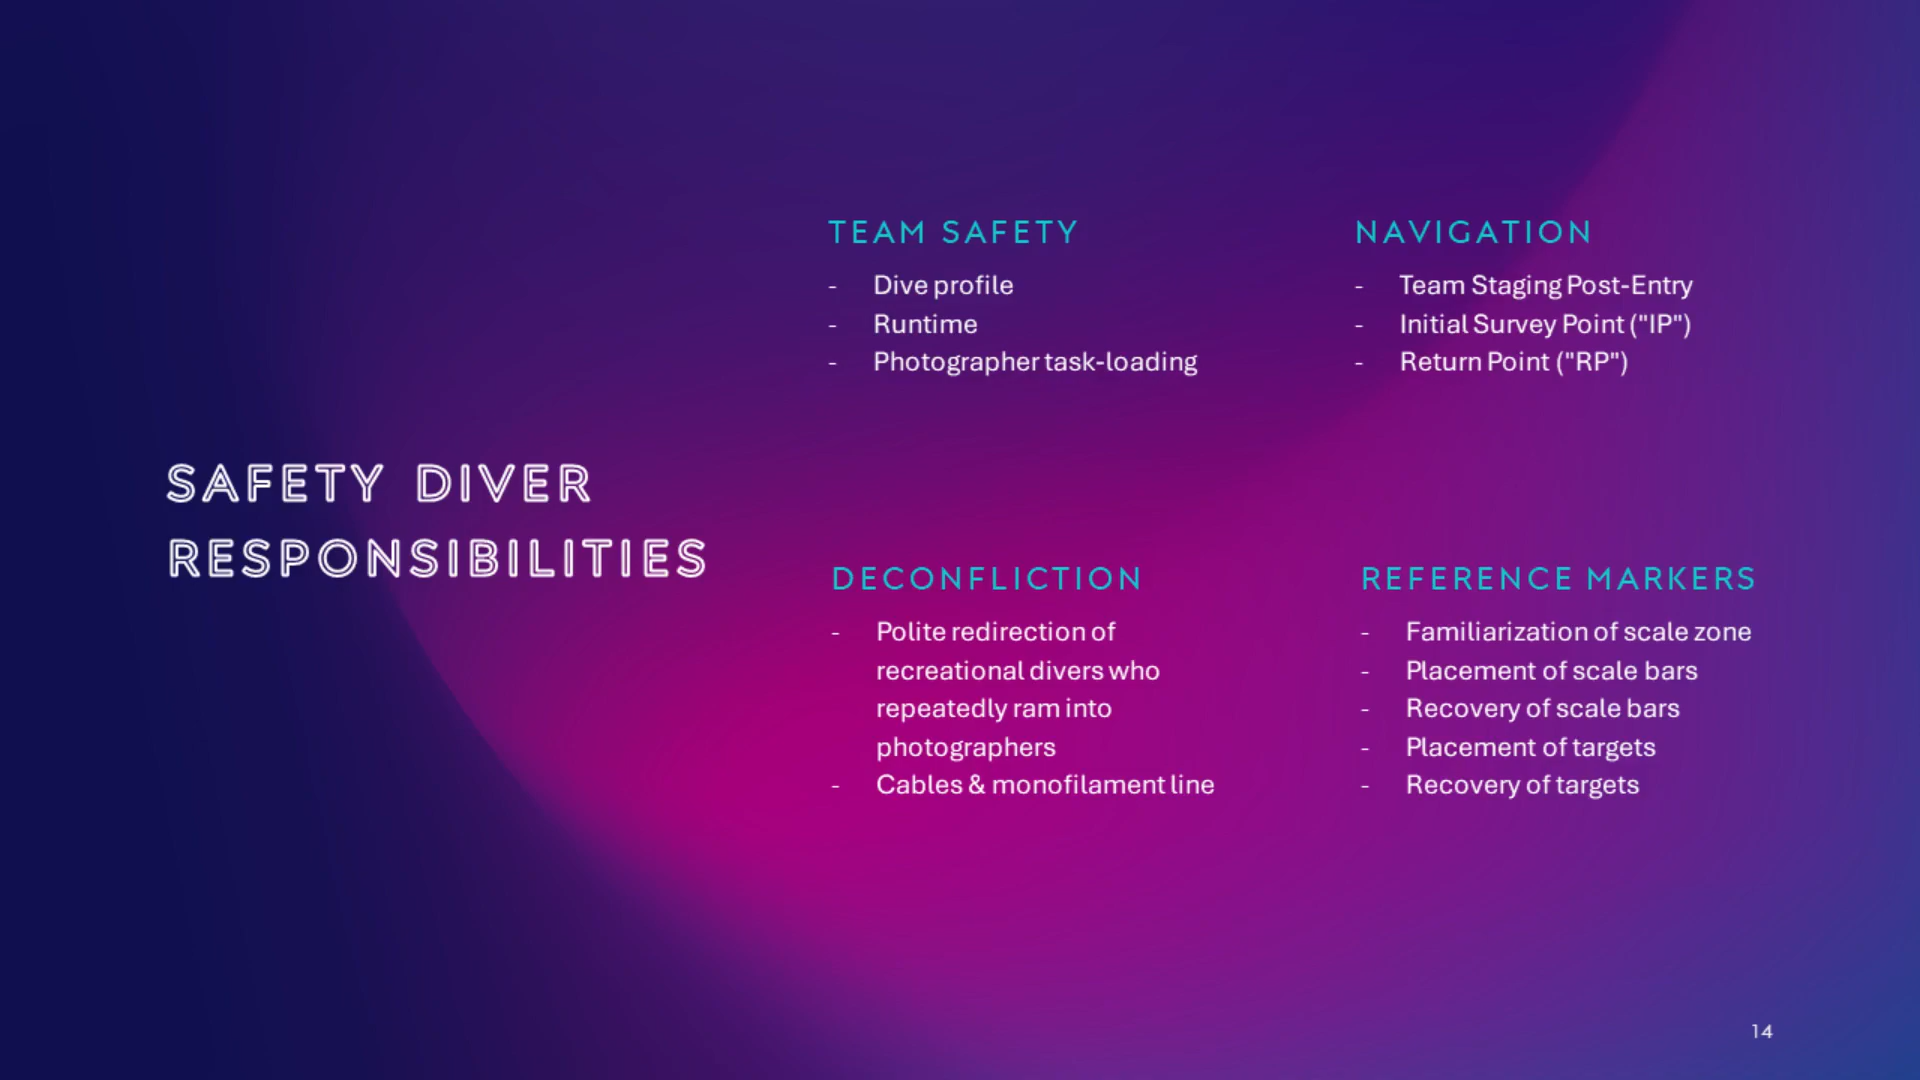 SAFETY DIVER
RESPONSIBILITIES
TEAM SAFETY
- Dive profile
- Runtime
- Photographer task-loading
NAVIGATION
- Team Staging Post-Entry
- Initial Survey Point ("IP")
- Return Point ("RP")
DECONFLICTION
- Polite redirection of
recreational divers who
repeatedly ram into
photographers
- Cables & monofilament line
REFERENCE MARKERS
- Familiarization of scale zone
- Placement of scale bars
- Recovery of scale bars
- Placement of targets
- Recovery of targets
14